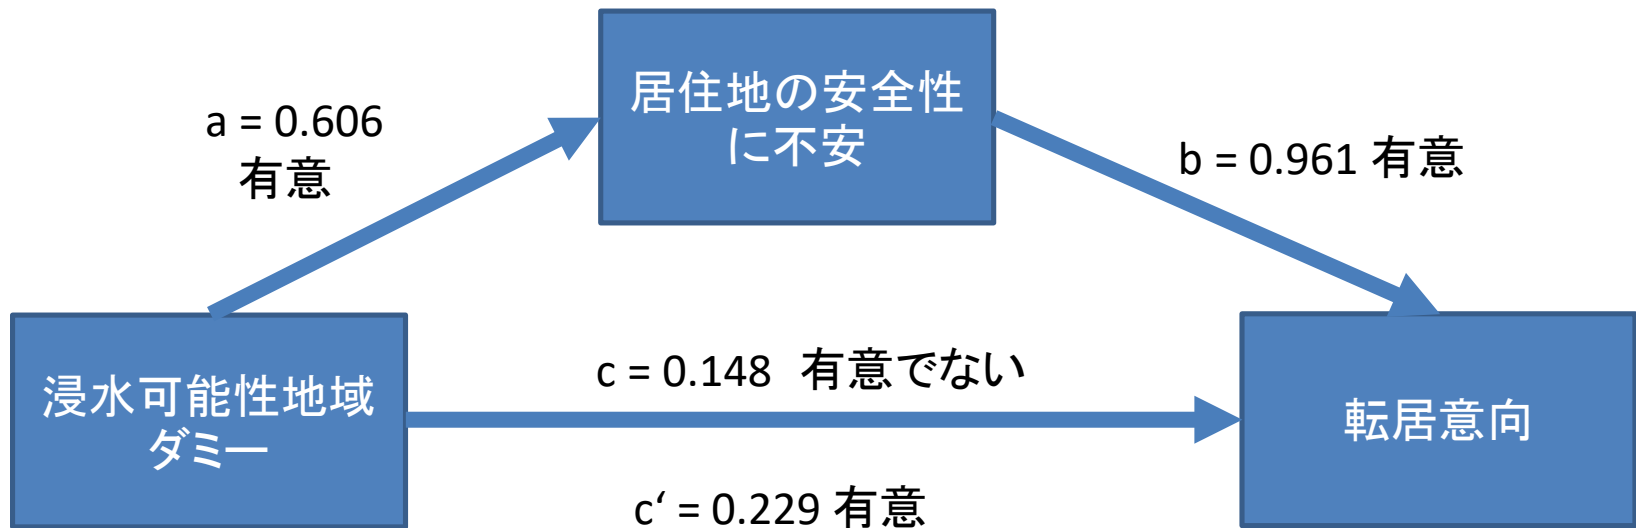 居住地の安全性
に不安
a = 0.606
有意
b = 0.961 有意
浸水可能性地域
ダミー
c = 0.148 有意でない
転居意向
c‘ = 0.229 有意